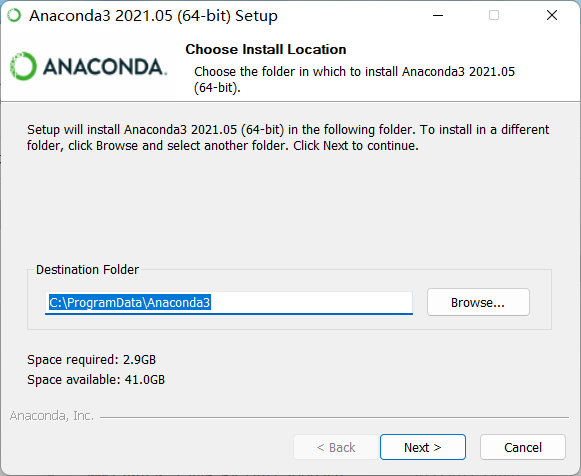 Anaconda3 2021.05 (64-bit) Setup
Choose Install Location
Choose the folder in which to install Anaconda3 2021.05
(64-bit).
ANACONDA.
Setup will install Anaconda3 2021.05 (64-bit) in the following folder. To install in a different
folder, click Browse and select another folder. Click Next to continue.
Destination Folder
C:\ProgramData\Anaconda3
Browse...
Space required: 2.9GB
Space available: 41.0GB
Anaconda, Inc.
< Back
Next >
Cancel